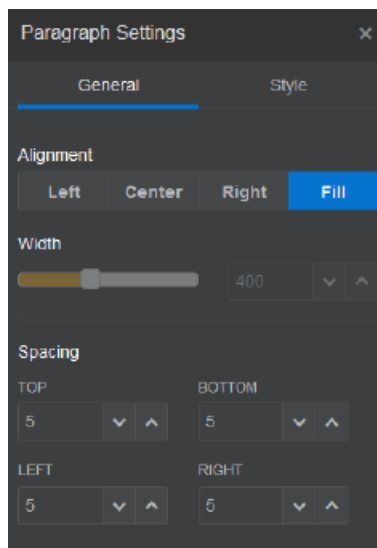 Paragraph Settings ×
General Style
Alignment
Left Center Right Fill
Width
400
Spacing
TOP BOTTOM
5 5
LEFT RIGHT
5 5